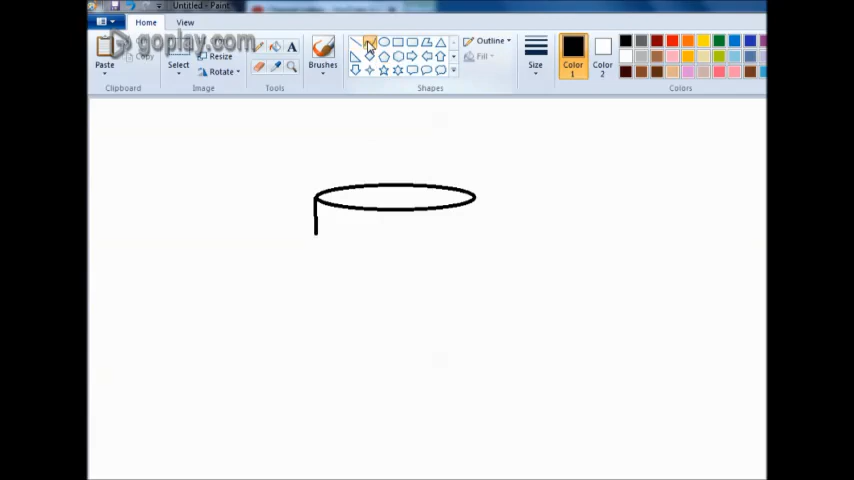 Untitled - Paint
Home View
goplay.com
Paste
Copy
Select
Resize
Rotate
A
Brushes
Outline
Fill
Size
Color 1
Color 2
Clipboard Image Tools Shapes Colors